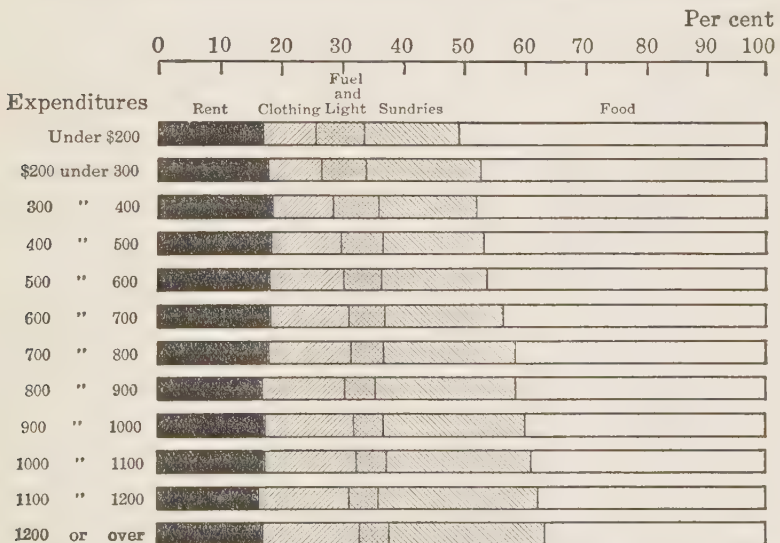 Per cent
0 10 20 30 40 50 60 70 80 90 100
Expenditures
Rent Clothing Fuel and Light Sundries Food
Under $200
$200 under 300
300 " 400
400 " 500
500 " 600
600 " 700
700 " 800
800 " 900
900 " 1000
1000 " 1100
1100 " 1200
1200 or over